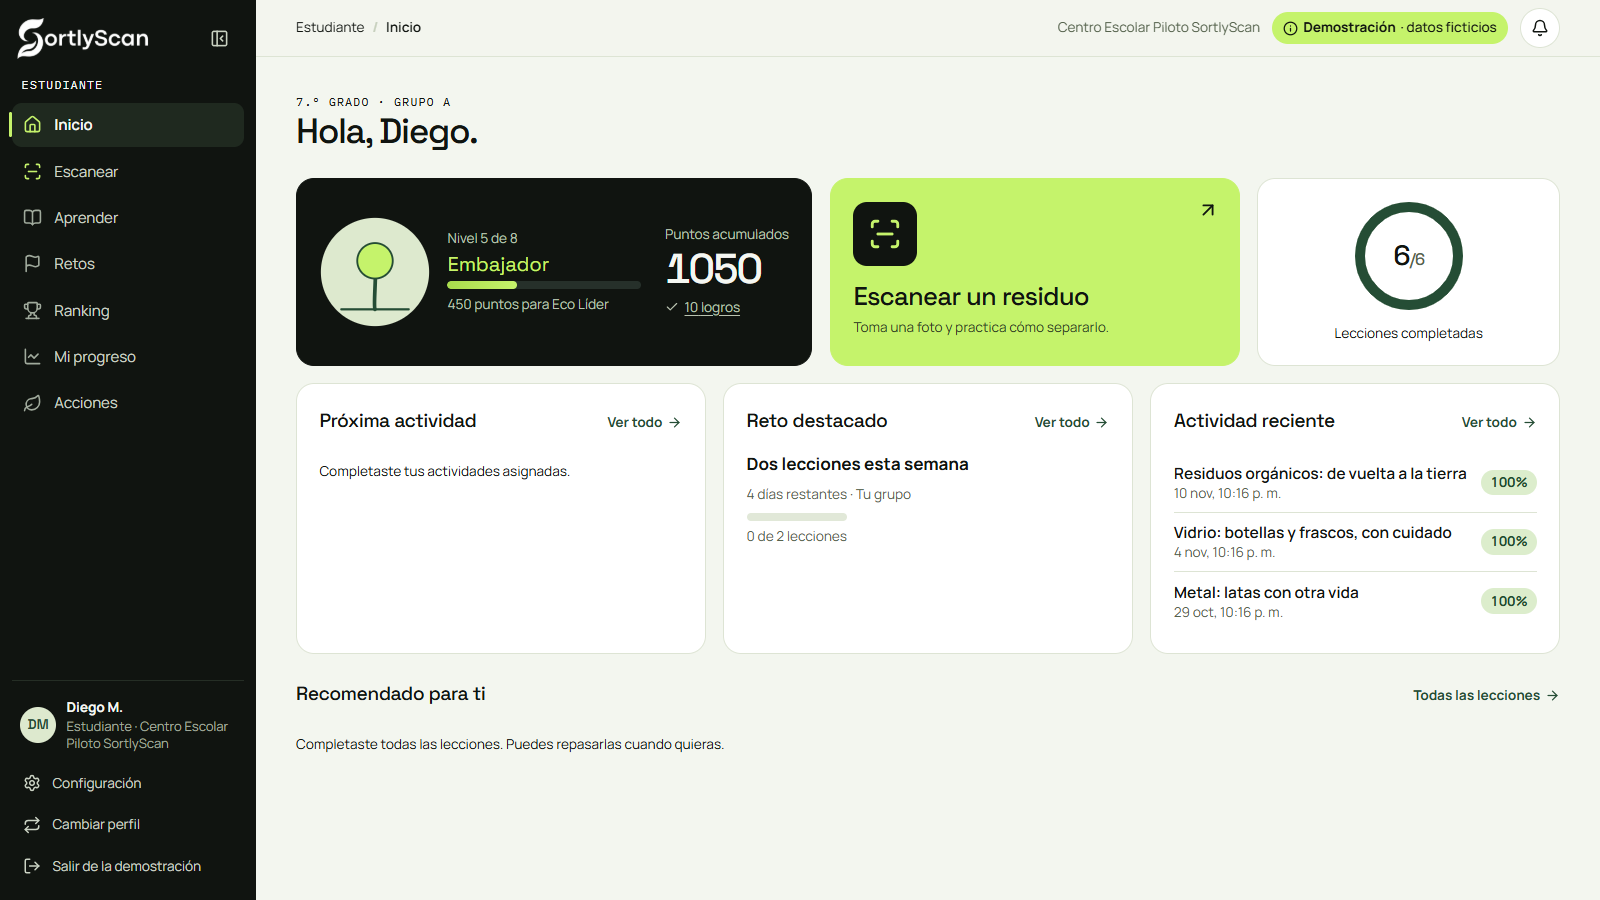 SortlyScan
ESTUDIANTE
Inicio
Escanear
Aprender
Retos
Ranking
Mi progreso
Acciones
DM
Diego M.
Estudiante · Centro Escolar
Piloto SortlyScan
Configuración
Cambiar perfil
Salir de la demostración
Estudiante / Inicio
Centro Escolar Piloto SortlyScan
Demostración · datos ficticios
7.º GRADO · GRUPO A
Hola, Diego.
Nivel 5 de 8
Embajador
450 puntos para Eco Líder
Puntos acumulados
1050
10 logros
Escanear un residuo
Toma una foto y practica cómo separarlo.
6/6
Lecciones completadas
Próxima actividad
Ver todo →
Completaste tus actividades asignadas.
Reto destacado
Ver todo →
Dos lecciones esta semana
4 días restantes · Tu grupo
0 de 2 lecciones
Actividad reciente
Ver todo →
Residuos orgánicos: de vuelta a la tierra
10 nov, 10:16 p. m.
100%
Vidrio: botellas y frascos, con cuidado
4 nov, 10:16 p. m.
100%
Metal: latas con otra vida
29 oct, 10:16 p. m.
100%
Recomendado para ti
Todas las lecciones →
Completaste todas las lecciones. Puedes repasarlas cuando quieras.